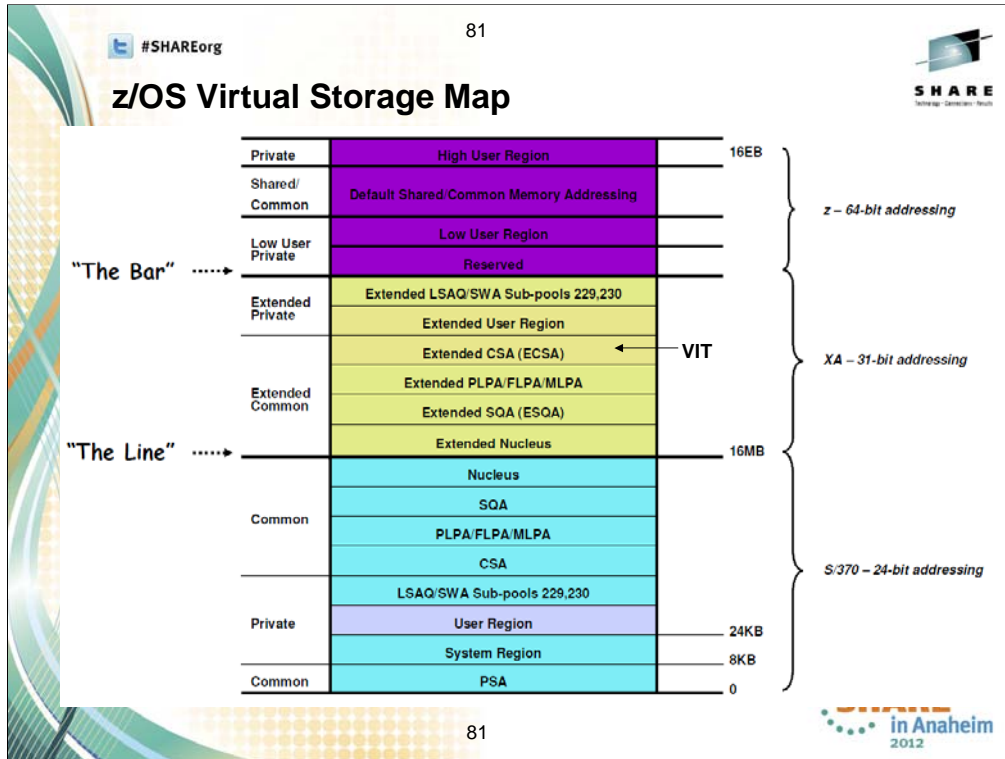 81
#SHAREorg
SHARE
Technology · Connections · Results
z/OS Virtual Storage Map
Private
High User Region
16EB
Shared/
Common
Default Shared/Common Memory Addressing
z – 64-bit addressing
Low User
Private
Low User Region
Reserved
"The Bar"
Extended
Private
Extended LSAQ/SWA Sub-pools 229,230
Extended User Region
Extended CSA (ECSA)
VIT
XA – 31-bit addressing
Extended
Common
Extended PLPA/FLPA/MLPA
Extended SQA (ESQA)
Extended Nucleus
"The Line"
16MB
Nucleus
SQA
Common
PLPA/FLPA/MLPA
CSA
S/370 – 24-bit addressing
LSAQ/SWA Sub-pools 229,230
Private
User Region
24KB
System Region
8KB
Common
PSA
0
81
SHARE
in Anaheim
2012